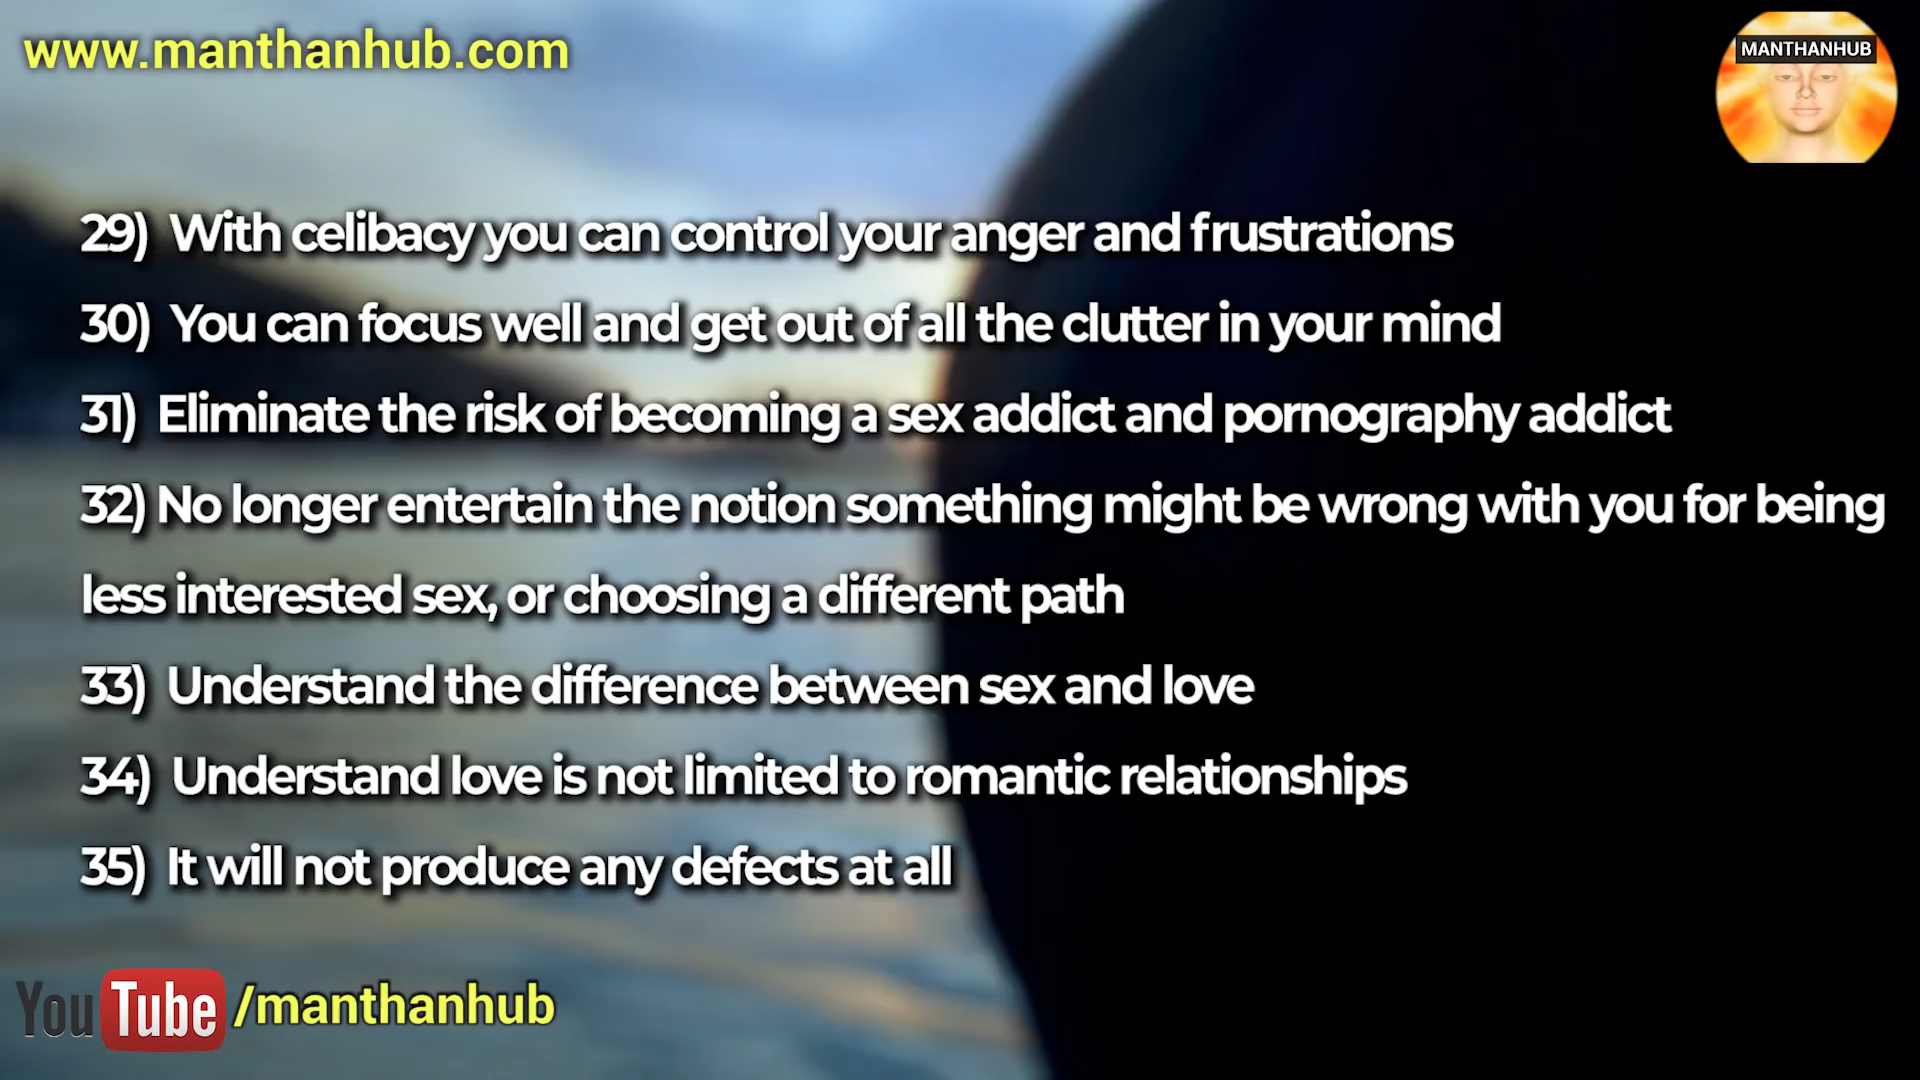 www.manthanhub.com
MANTHANHUB
29) With celibacy you can control your anger and frustrations
30) You can focus well and get out of all the clutter in your mind
31) Eliminate the risk of becoming a sex addict and pornography addict
32) No longer entertain the notion something might be wrong with you for being
less interested sex, or choosing a different path
33) Understand the difference between sex and love
34) Understand love is not limited to romantic relationships
35) It will not produce any defects at all
YouTube /manthanhub